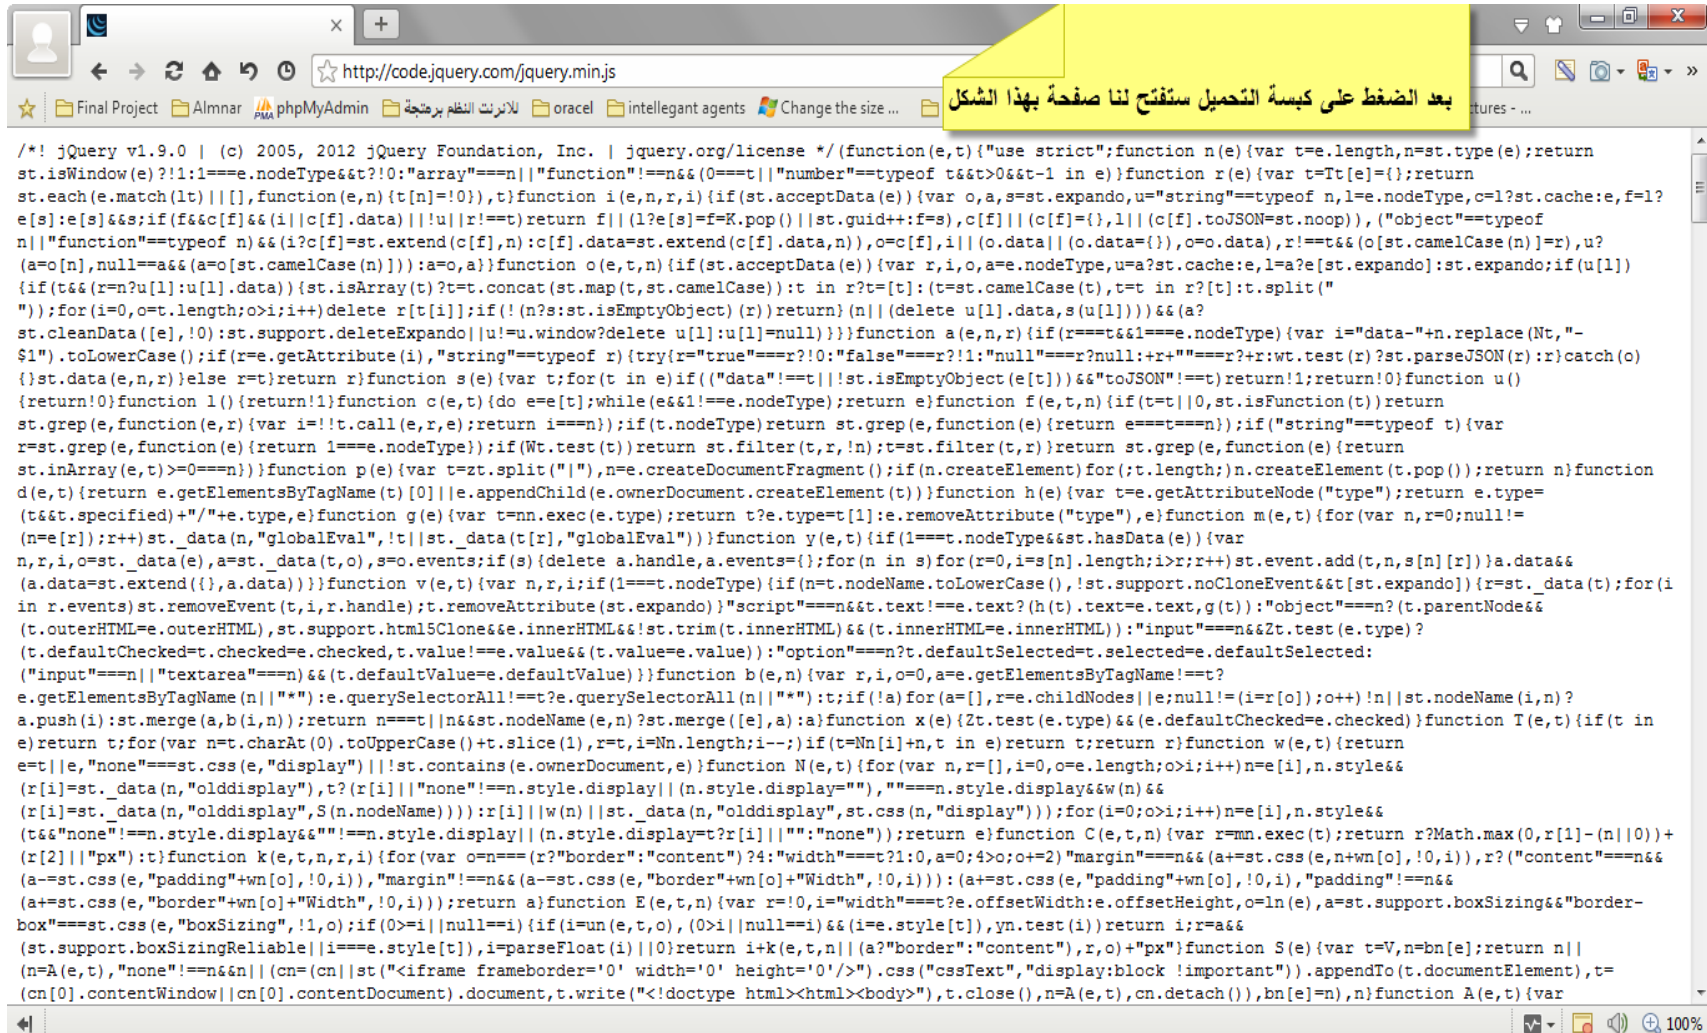 http://code.jquery.com/jquery.min.js
بعد الضغط على كبسة التحميل ستفتح لنا صفحة بهذا الشكل
Final Project Almnar phpMyAdmin للانرنت النظم برهتجة oracel intellegant agents Change the size ... tures - ...
/*! jQuery v1.9.0 | (c) 2005, 2012 jQuery Foundation, Inc. | jquery.org/license */(function(e,t){"use strict";function n(e){var t=e.length,n=st.type(e);return
st.isWindow(e)?!1:1===e.nodeType&&t?!0:"array"===n||"function"!==n&&(0===t||"number"==typeof t&&t>0&&t-1 in e)}function r(e){var t=Tt[e]={};return
st.each(e.match(lt)||[],function(e,n){t[n]=!0}),t}function i(e,n,r,i){if(st.acceptData(e)){var o,a,s=st.expando,u="string"==typeof n,l=e.nodeType,c=l?st.cache:e,f=l?
e[s]:e[s]&&s;if(f&&c[f]&&(i||c[f].data)||!u||r!==t)return f||(l?e[s]=f=K.pop()||st.guid++:f=s),c[f]||(c[f]={},l||(c[f].toJSON=st.noop)),("object"==typeof
n||"function"==typeof n)&&(i?c[f]=st.extend(c[f],n):c[f].data=st.extend(c[f].data,n)),o=c[f],i||(o.data||(o.data={}),o=o.data),r!==t&&(o[st.camelCase(n)]=r),u?
(a=o[n],null==a&&(a=o[st.camelCase(n)])):a=o,a}}function o(e,t,n){if(st.acceptData(e)){var r,i,o,a=e.nodeType,u=a?st.cache:e,l=a?e[st.expando]:st.expando;if(u[l])
{if(t&&(r=n?u[l]:u[l].data)){st.isArray(t)?t=t.concat(st.map(t,st.camelCase)):t in r?t=[t]:(t=st.camelCase(t),t=t in r?[t]:t.split("
"));for(i=0,o=t.length;o>i;i++)delete r[t[i]];if(!(n?s:st.isEmptyObject)(r))return}(n||(delete u[l].data,s(u[l])))&&(a?
st.cleanData([e],!0):st.support.deleteExpando||u!=u.window?delete u[l]:u[l]=null)}}}function a(e,n,r){if(r===t&&1===e.nodeType){var i="data-"+n.replace(Nt,"-
$1").toLowerCase();if(r=e.getAttribute(i),"string"==typeof r){try{r="true"===r?!0:"false"===r?!1:"null"===r?null:+r+""===r?+r:wt.test(r)?st.parseJSON(r):r}catch(o)
{}st.data(e,n,r)}else r=t}return r}function s(e){var t;for(t in e)if(("data"!==t||!st.isEmptyObject(e[t]))&&"toJSON"!==t)return!1;return!0}function u()
{return!0}function l(){return!1}function c(e,t){do e=e[t];while(e&&1!==e.nodeType);return e}function f(e,t,n){if(t=t||0,st.isFunction(t))return
st.grep(e,function(e,r){var i=!!t.call(e,r,e);return i===n});if(t.nodeType)return st.grep(e,function(e){return e===t===n});if("string"==typeof t){var
r=st.grep(e,function(e){return 1===e.nodeType});if(Wt.test(t))return st.filter(t,r,!n);t=st.filter(t,r)}return st.grep(e,function(e){return
st.inArray(e,t)>=0===n})}function p(e){var t=zt.split("|"),n=e.createDocumentFragment();if(n.createElement)for(;t.length;)n.createElement(t.pop());return n}function
d(e,t){return e.getElementsByTagName(t)[0]||e.appendChild(e.ownerDocument.createElement(t))}function h(e){var t=e.getAttributeNode("type");return e.type=
(t&&t.specified)+"/"+e.type,e}function g(e){var t=nn.exec(e.type);return t?e.type=t[1]:e.removeAttribute("type"),e}function m(e,t){for(var n,r=0;null!=
(n=e[r]);r++)st._data(n,"globalEval",!t||st._data(t[r],"globalEval"))}function y(e,t){if(1===t.nodeType&&st.hasData(e)){var
n,r,i,o=st._data(e),a=st._data(t,o),s=o.events;if(s){delete a.handle,a.events={};for(n in s)for(r=0,i=s[n].length;i>r;r++)st.event.add(t,n,s[n][r])}a.data&&
(a.data=st.extend({},a.data))}}function v(e,t){var n,r,i;if(1===t.nodeType){if(n=t.nodeName.toLowerCase(),!st.support.noCloneEvent&&t[st.expando]){r=st._data(t);for(i
in r.events)st.removeEvent(t,i,r.handle);t.removeAttribute(st.expando)}"script"===n&&t.text!==e.text?(h(t).text=e.text,g(t)):"object"===n?(t.parentNode&&
(t.outerHTML=e.outerHTML),st.support.html5Clone&&e.innerHTML&&!st.trim(t.innerHTML)&&(t.innerHTML=e.innerHTML)):"input"===n&&Zt.test(e.type)?
(t.defaultChecked=t.checked=e.checked,t.value!==e.value&&(t.value=e.value)):"option"===n?t.defaultSelected=t.selected=e.defaultSelected:
("input"===n||"textarea"===n)&&(t.defaultValue=e.defaultValue)}}function b(e,n){var r,i,o=0,a=e.getElementsByTagName!==t?
e.getElementsByTagName(n||"*"):e.querySelectorAll!==t?e.querySelectorAll(n||"*"):t;if(!a)for(a=[],r=e.childNodes||e;null!=(i=r[o]);o++)!n||st.nodeName(i,n)?
a.push(i):st.merge(a,b(i,n));return n===t||n&&st.nodeName(e,n)?st.merge([e],a):a}function x(e){Zt.test(e.type)&&(e.defaultChecked=e.checked)}function T(e,t){if(t in
e)return t;for(var n=t.charAt(0).toUpperCase()+t.slice(1),r=t,i=Nn.length;i--;)if(t=Nn[i]+n,t in e)return t;return r}function w(e,t){return
e=t||e,"none"===st.css(e,"display")||!st.contains(e.ownerDocument,e)}function N(e,t){for(var n,r=[],i=0,o=e.length;o>i;i++)n=e[i],n.style&&
(r[i]=st._data(n,"olddisplay"),t?(r[i]||"none"!==n.style.display||(n.style.display=""),""===n.style.display&&w(n)&&
(r[i]=st._data(n,"olddisplay",S(n.nodeName)))):r[i]||w(n)||st._data(n,"olddisplay",st.css(n,"display")));for(i=0;o>i;i++)n=e[i],n.style&&
(t&&"none"!==n.style.display&&""!==n.style.display||(n.style.display=t?r[i]||"":"none"));return e}function C(e,t,n){var r=mn.exec(t);return r?Math.max(0,r[1]-(n||0))+
(r[2]||"px"):t}function k(e,t,n,r,i){for(var o=n===(r?"border":"content")?4:"width"===t?1:0,a=0;4>o;o+=2)"margin"===n&&(a+=st.css(e,n+wn[o],!0,i)),r?("content"===n&&
(a-=st.css(e,"padding"+wn[o],!0,i)),"margin"!==n&&(a-=st.css(e,"border"+wn[o]+"Width",!0,i))):(a+=st.css(e,"padding"+wn[o],!0,i),"padding"!==n&&
(a+=st.css(e,"border"+wn[o]+"Width",!0,i)));return a}function E(e,t,n){var r=!0,i="width"===t?e.offsetWidth:e.offsetHeight,o=ln(e),a=st.support.boxSizing&&"border-
box"===st.css(e,"boxSizing",!1,o);if(0>=i||null==i){if(i=un(e,t,o),(0>i||null==i)&&(i=e.style[t]),yn.test(i))return i;r=a&&
(st.support.boxSizingReliable||i===e.style[t]),i=parseFloat(i)||0}return i+k(e,t,n||(a?"border":"content"),r,o)+"px"}function S(e){var t=V,n=bn[e];return n||
(n=A(e,t),"none"!==n&&n||(cn=(cn||st("<iframe frameborder='0' width='0' height='0'/>").css("cssText","display:block !important")).appendTo(t.documentElement),t=
(cn[0].contentWindow||cn[0].contentDocument).document,t.write("<!doctype html><html><body>"),t.close(),n=A(e,t),cn.detach()),bn[e]=n),n}function A(e,t){var
100%